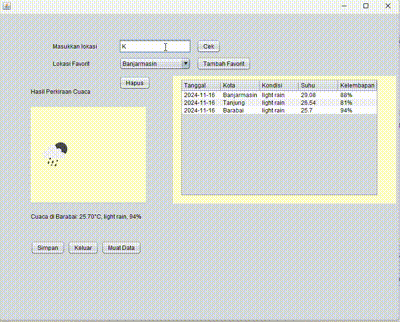 Masukkan lokasi K Cek
Lokasi Favorit Banjarmasin Tambah Favorit
Hapus
Hasil Perkiraan Cuaca
Tanggal Kota Kondisi Suhu Kelembapan
2024-11-16 Banjarmasin light rain 29.08 88%
2024-11-16 Tanjung light rain 26.54 81%
2024-11-16 Barabai light rain 25.7 94%
Cuaca di Barabai: 25.70°C, light rain, 94%
Simpan Keluar Muat Data